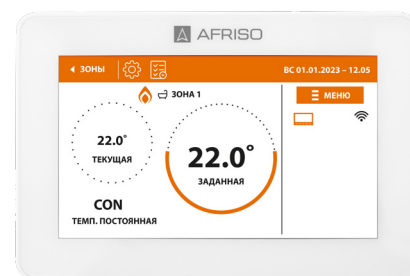 AFRISO
ЗОНЫ
ВС 01.01.2023 – 12.05
ЗОНА 1
МЕНЮ
22.0°
ТЕКУЩАЯ
22.0°
ЗАДАННАЯ
CON
ТЕМП. ПОСТОЯННАЯ